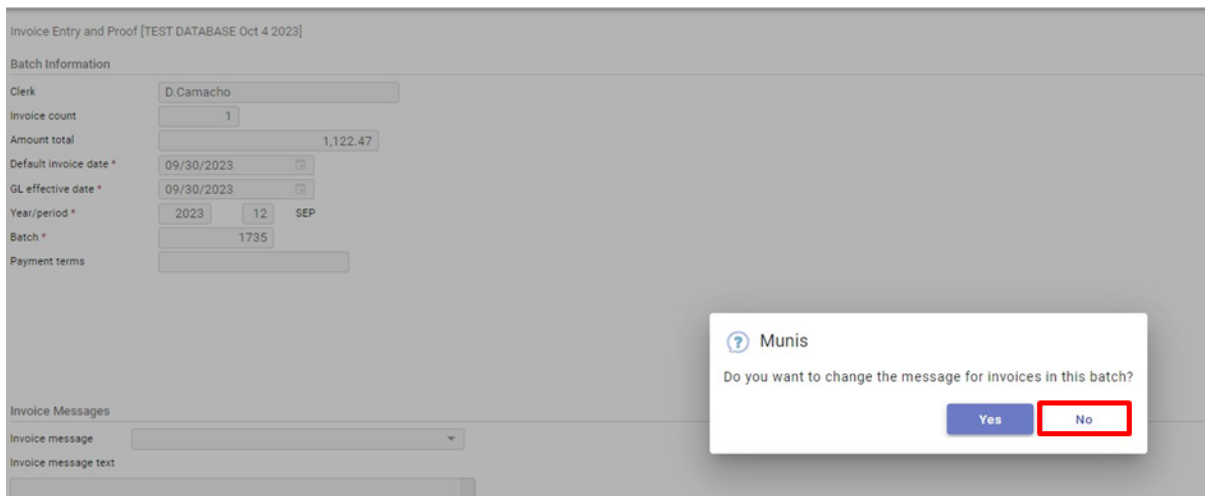 Invoice Entry and Proof [TEST DATABASE Oct 4 2023]
Batch Information
Clerk D.Camacho
Invoice count 1
Amount total 1,122.47
Default invoice date * 09/30/2023
GL effective date * 09/30/2023
Year/period * 2023 12 SEP
Batch * 1735
Payment terms
Munis
Do you want to change the message for invoices in this batch?
Yes No
Invoice Messages
Invoice message
Invoice message text